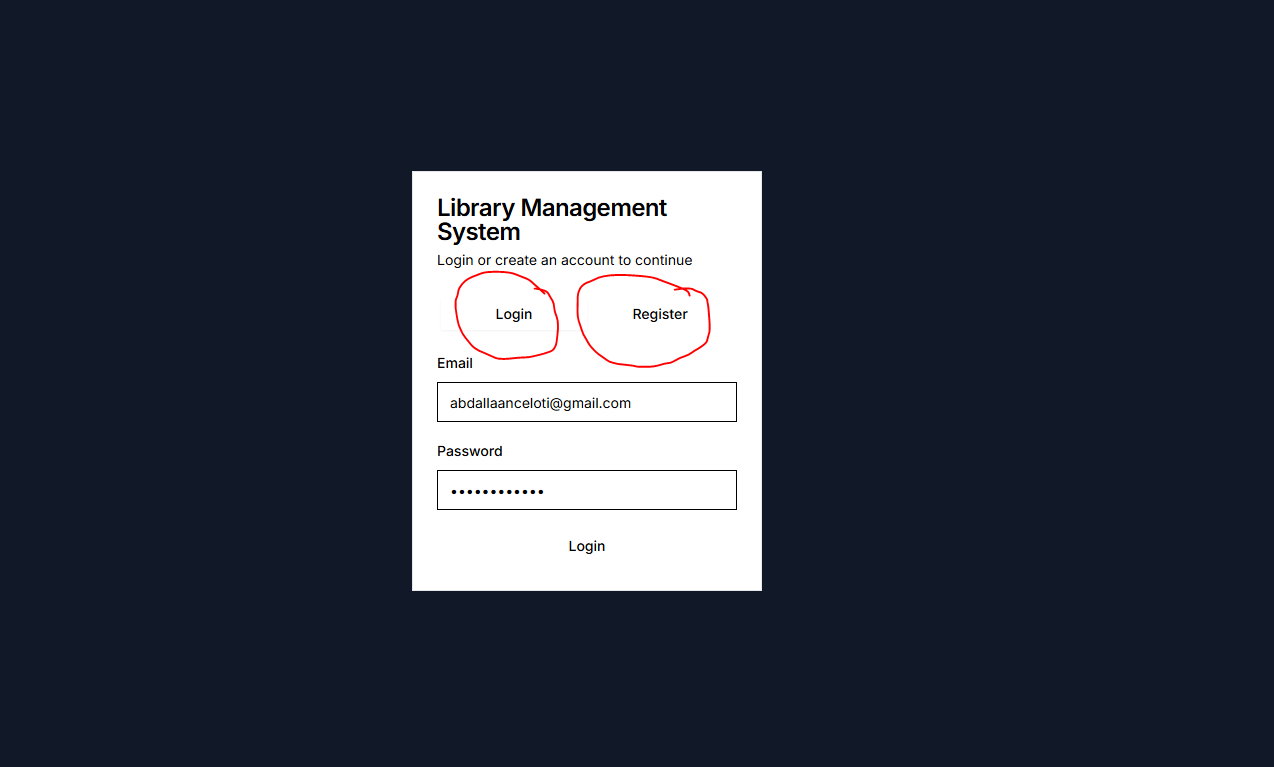 Library Management
System
Login or create an account to continue
Login Register
Email
abdallaanceloti@gmail.com
Password
••••••••••••
Login